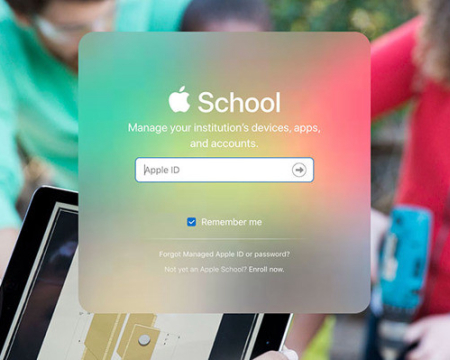 School
Manage your institution's devices, apps,
and accounts.
Apple ID
Remember me
Forgot Managed Apple ID or password?
Not yet an Apple School? Enroll now.